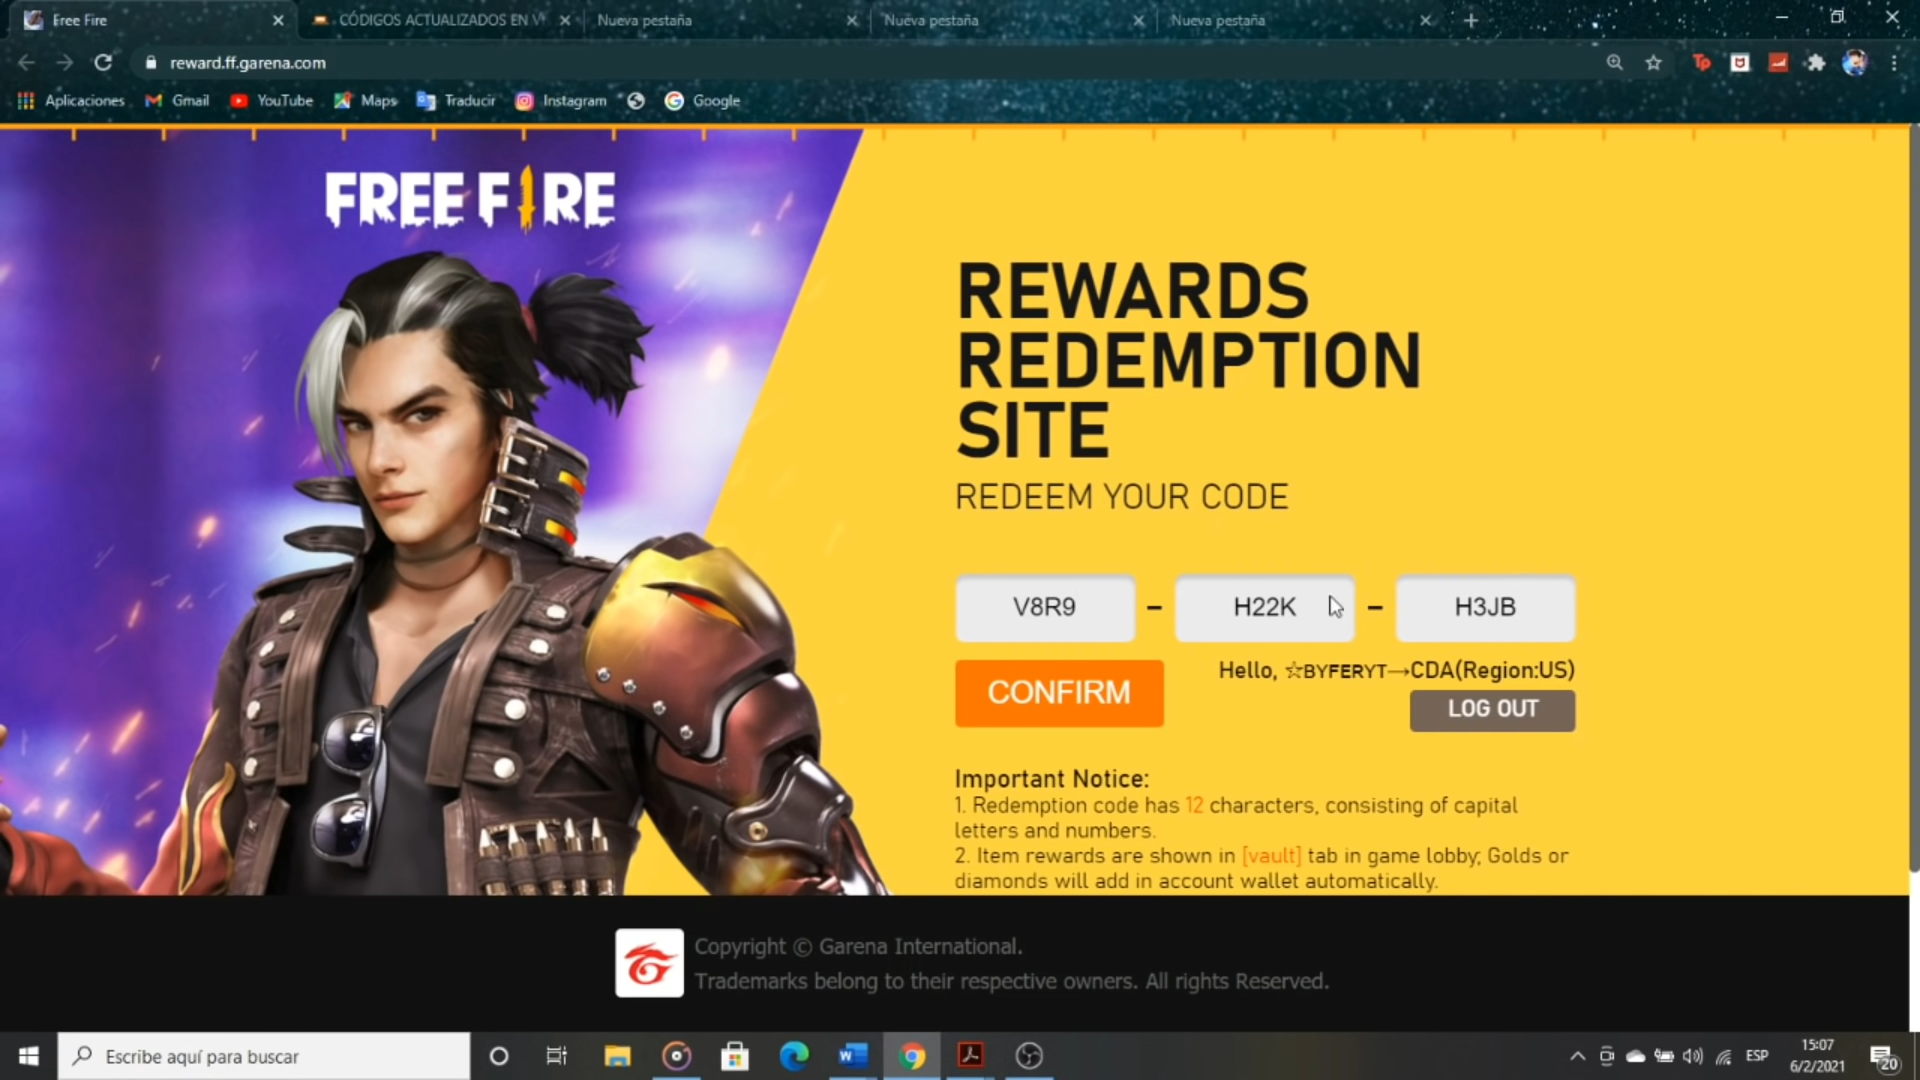 Free Fire
CÓDIGOS ACTUALIZADOS EN V
Nueva pestaña
Nueva pestaña
Nueva pestaña
reward.ff.garena.com
Aplicaciones
Gmail
YouTube
Maps
Traducir
Instagram
Google
FREE FIRE
REWARDS
REDEMPTION
SITE
REDEEM YOUR CODE
V8R9 - H22K - H3JB
CONFIRM
Hello, ☆BYFERYT→CDA(Region:US)
LOG OUT
Important Notice:
1. Redemption code has 12 characters, consisting of capital
letters and numbers.
2. Item rewards are shown in [vault] tab in game lobby; Golds or
diamonds will add in account wallet automatically.
Copyright © Garena International.
Trademarks belong to their respective owners. All rights Reserved.
Escribe aquí para buscar
ESP
15:07
6/2/2021
20